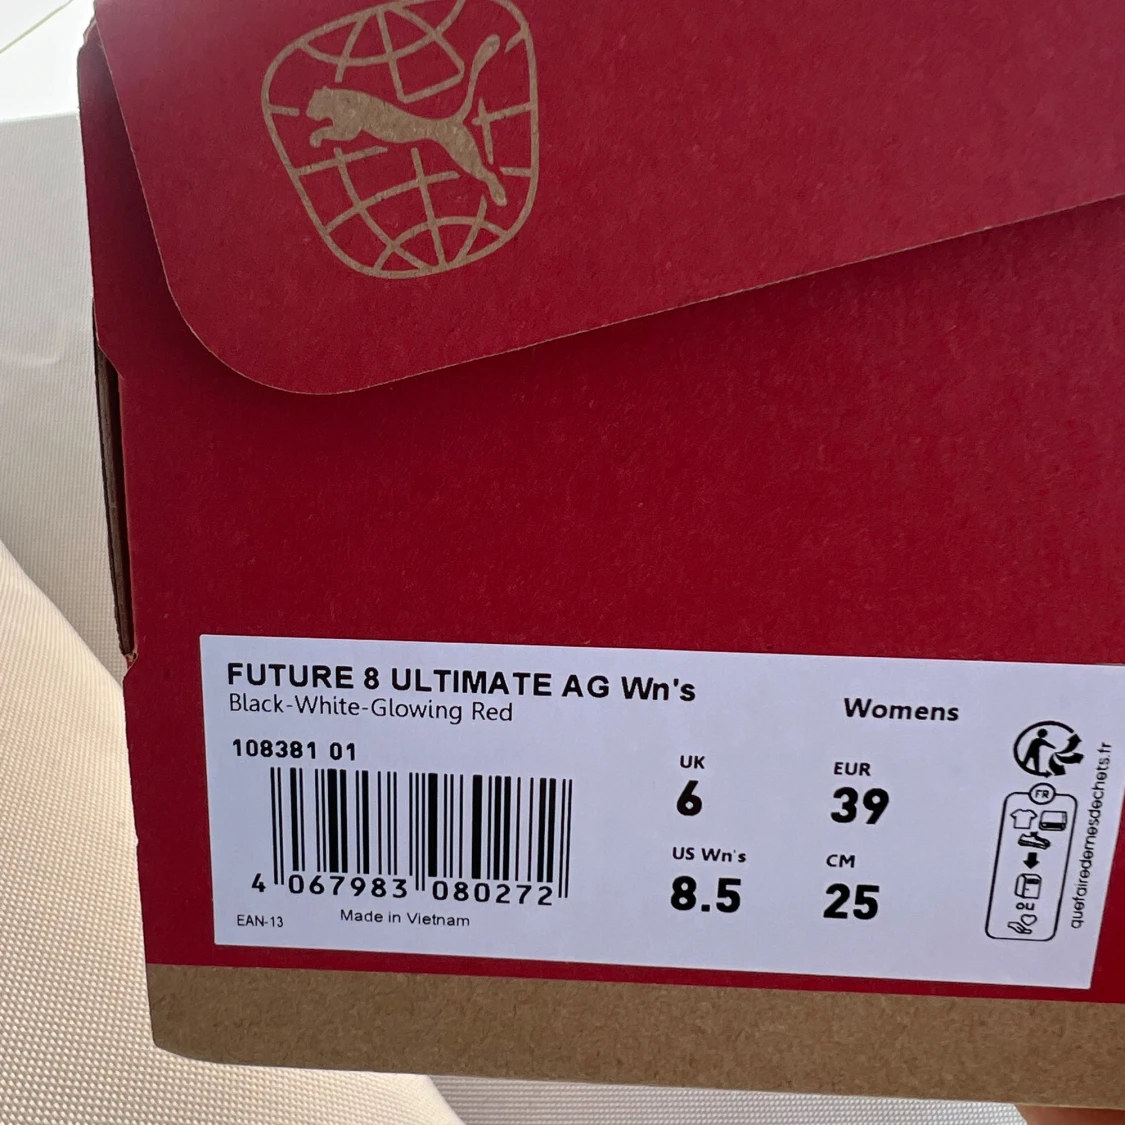 FUTURE 8 ULTIMATE AG Wn's
Black-White-Glowing Red
Womens
108381 01
4 067983 080272
EAN-13
Made in Vietnam
UK
6
EUR
39
US Wn's
8.5
CM
25
FR
OU
quefairedemesdechets.fr